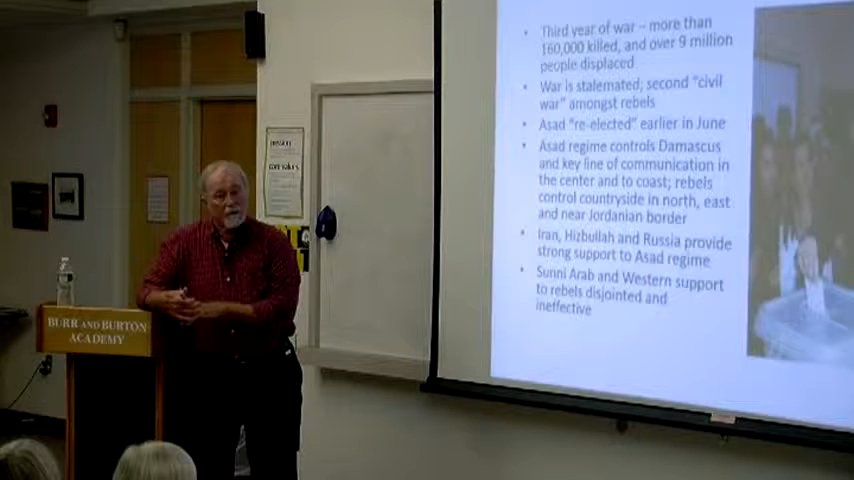 Third year of war – more than
160,000 killed, and over 9 million
people displaced
War is stalemated; second "civil
war" amongst rebels
Asad "re-elected" earlier in June
Asad regime controls Damascus
and key line of communication in
the center and to coast; rebels
control countryside in north, east
and near Jordanian border
Iran, Hizbullah and Russia provide
strong support to Asad regime
Sunni Arab and Western support
to rebels disjointed and
ineffective
mission
core values
BURR AND BURTON
ACADEMY